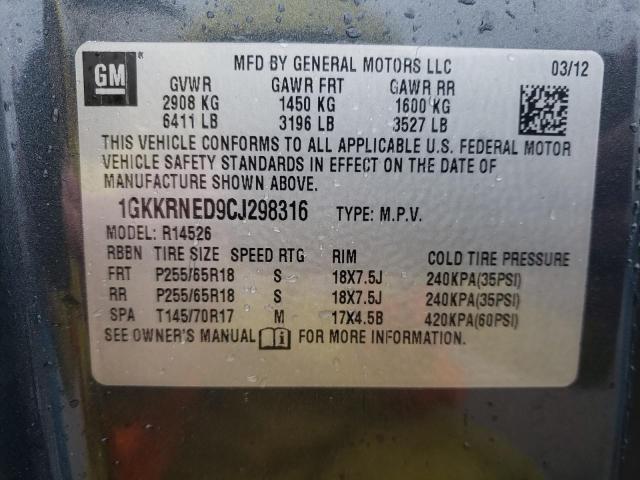 GM
MFD BY GENERAL MOTORS LLC 03/12
GVWR GAWR FRT GAWR RR
2908 KG 1450 KG 1600 KG
6411 LB 3196 LB 3527 LB
THIS VEHICLE CONFORMS TO ALL APPLICABLE U.S. FEDERAL MOTOR
VEHICLE SAFETY STANDARDS IN EFFECT ON THE DATE OF
MANUFACTURE SHOWN ABOVE.
1GKKRNED9CJ298316 TYPE: M.P.V.
MODEL: R14526
RBBN TIRE SIZE SPEED RTG RIM COLD TIRE PRESSURE
FRT P255/65R18 S 18X7.5J 240KPA(35PSI)
RR P255/65R18 S 18X7.5J 240KPA(35PSI)
SPA T145/70R17 M 17X4.5B 420KPA(60PSI)
SEE OWNER'S MANUAL FOR MORE INFORMATION.